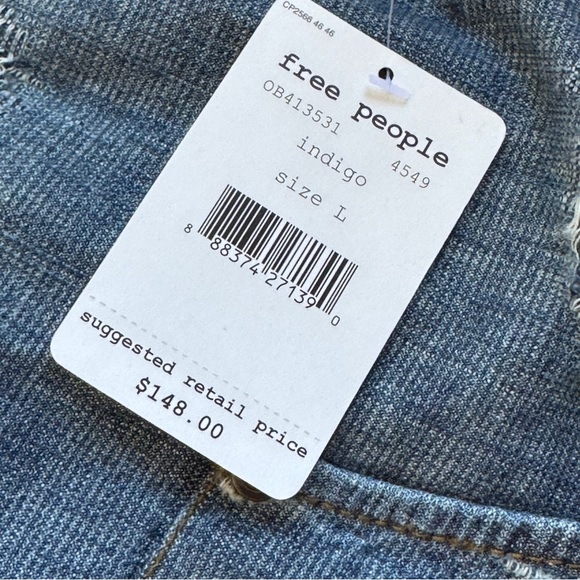 CP2568 46 46
free people
OB413531 4549
indigo
size L
8 88374 27139 0
suggested retail price
$148.00